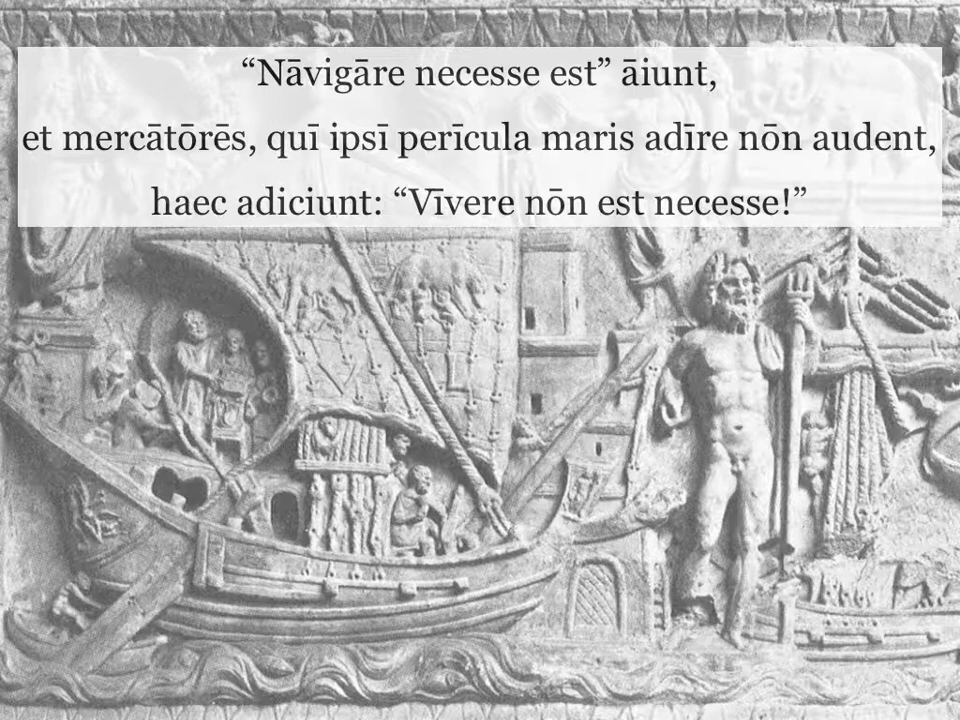 “Nāvigāre necesse est” āiunt,
et mercātōrēs, quī ipsī perīcula maris adīre nōn audent,
haec adiciunt: “Vīvere nōn est necesse!”
V L